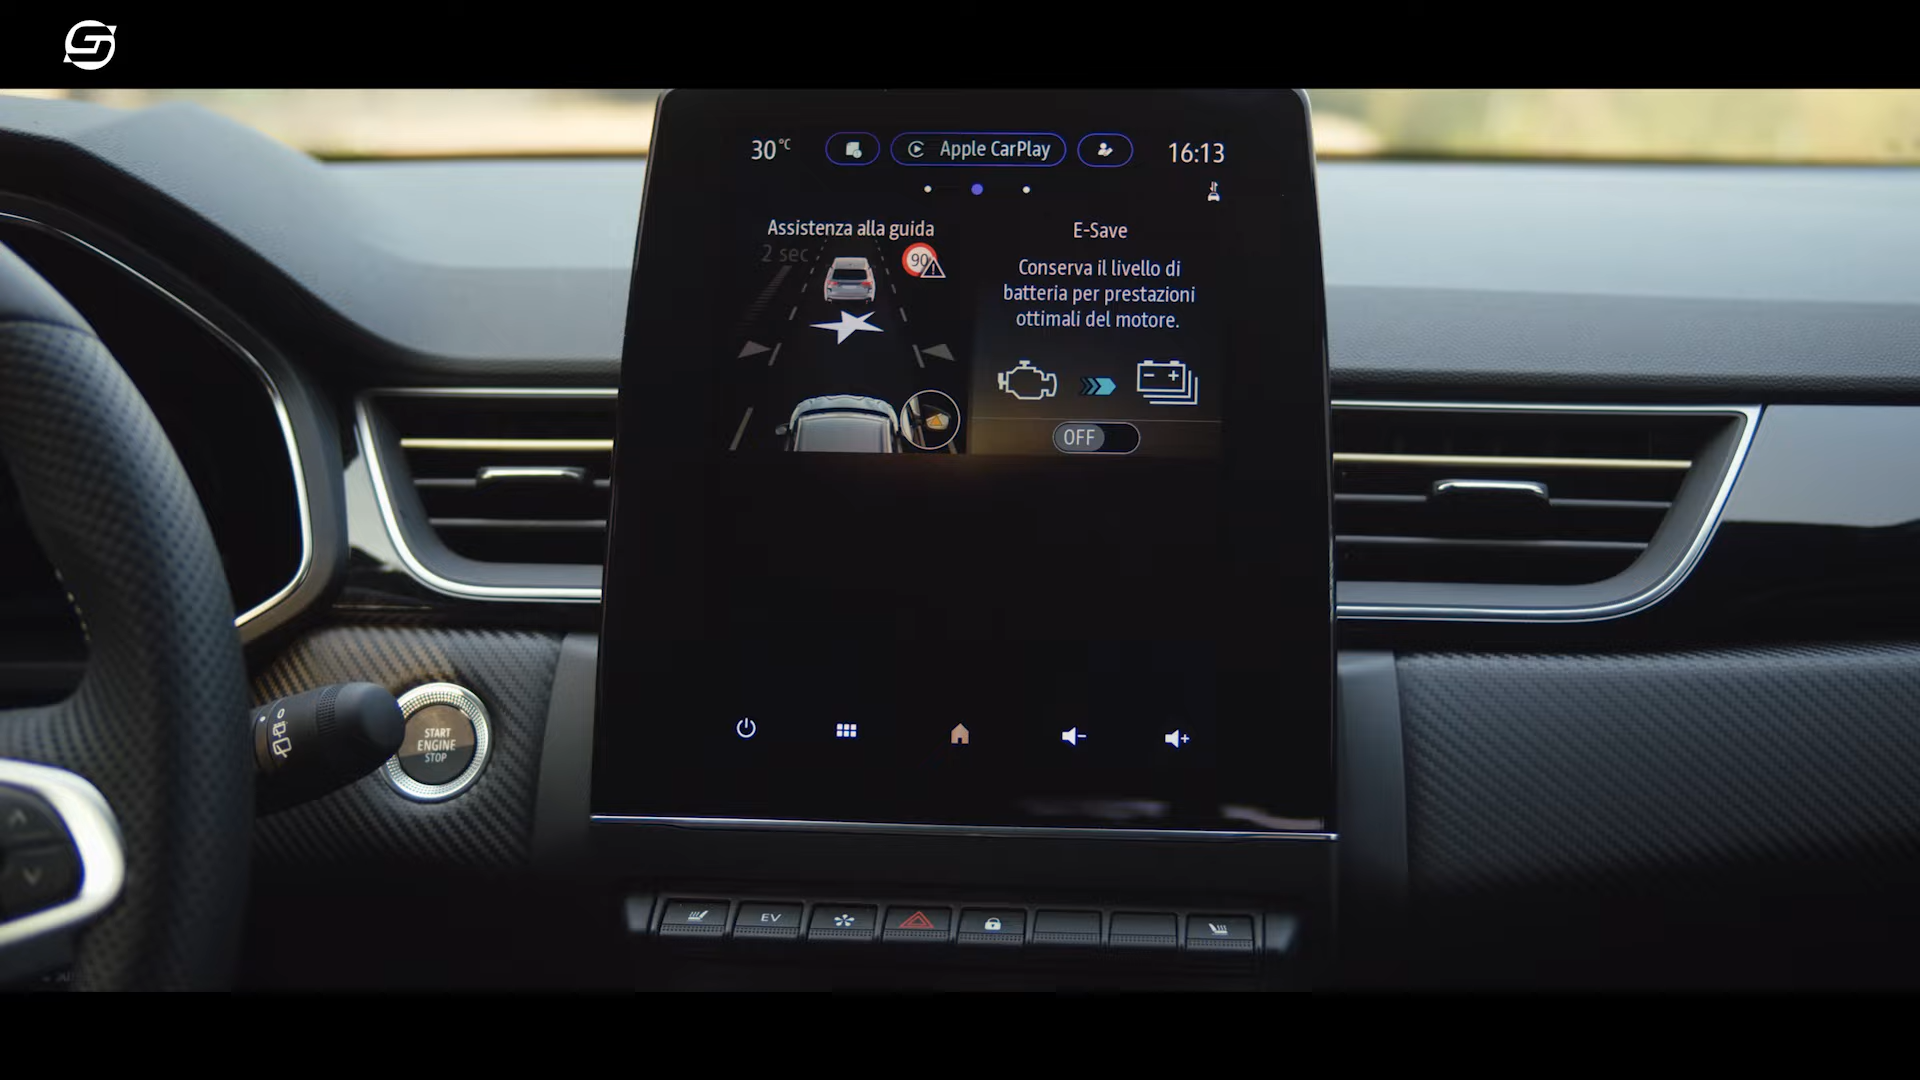 30°C
Apple CarPlay
16:13
Assistenza alla guida
2 sec
90
E-Save
Conserva il livello di
batteria per prestazioni
ottimali del motore.
OFF
0
START
ENGINE
STOP
EV